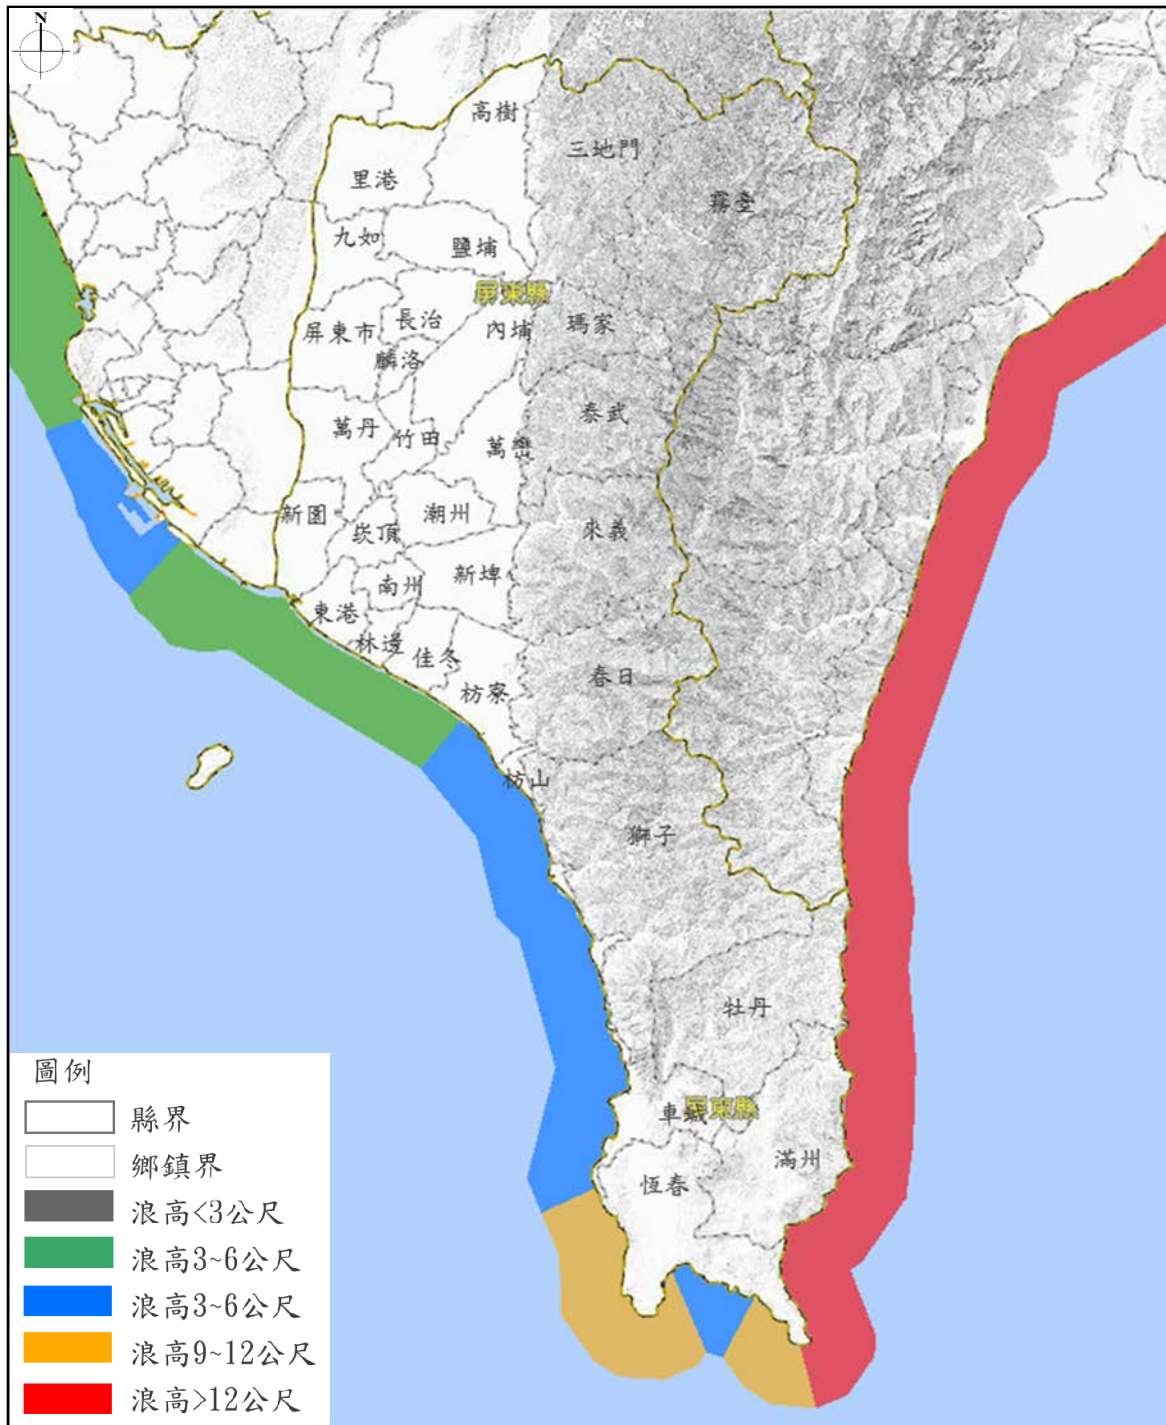 N
高樹
三地門
里港
霧臺
九如
鹽埔
屏東縣
長治
屏東市
內埔
瑪家
麟洛
泰武
萬丹
竹田
萬巒
新園
潮州
崁頂
來義
新埤
南州
東港
林邊
佳冬
春日
枋寮
枋山
獅子
牡丹
車城
屏東縣
滿州
恆春
圖例
縣界
鄉鎮界
浪高<3公尺
浪高3~6公尺
浪高3~6公尺
浪高9~12公尺
浪高>12公尺